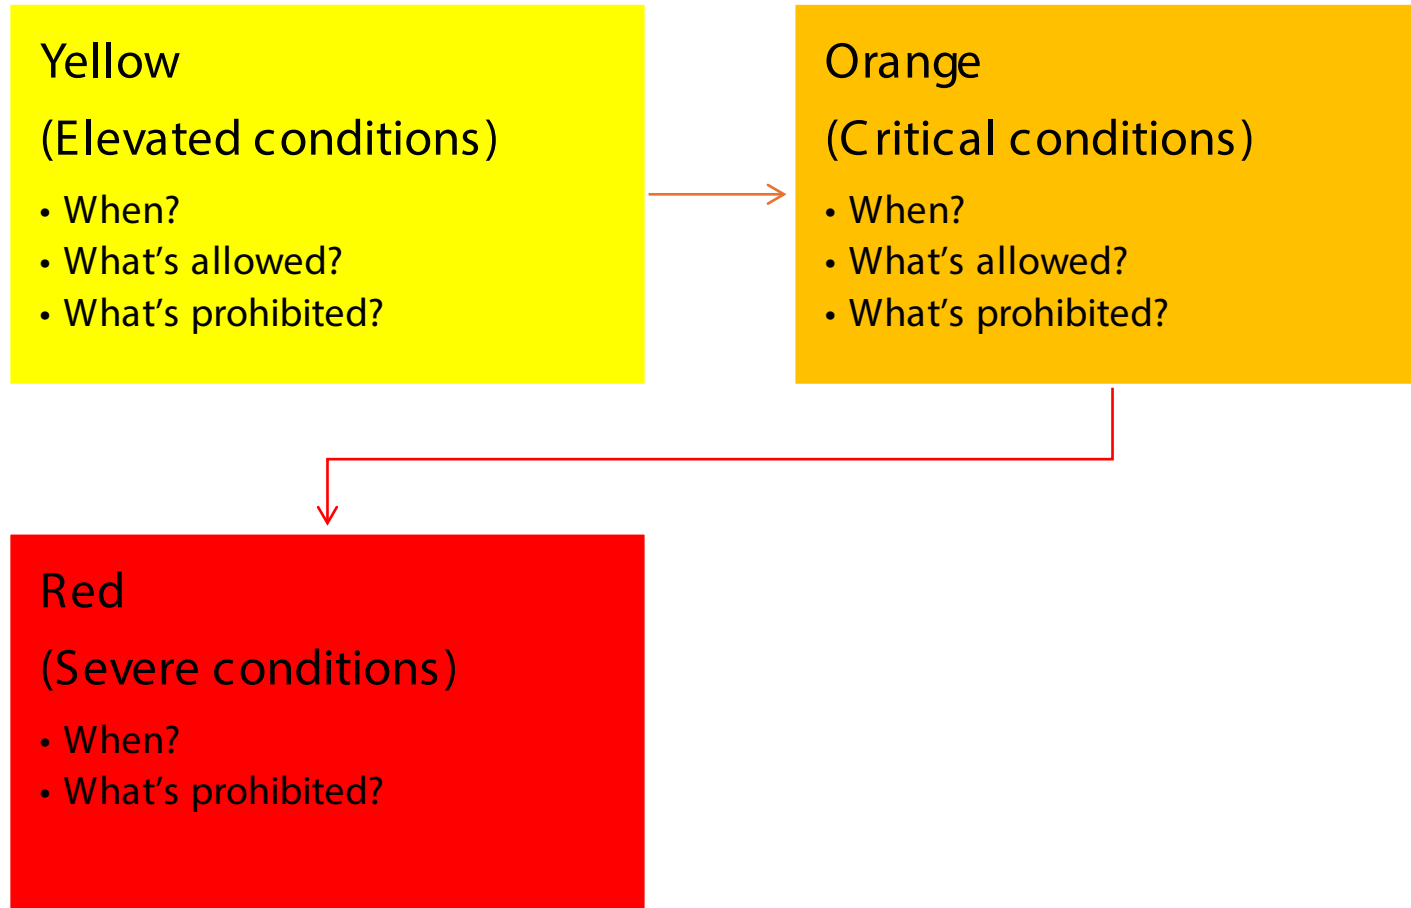 Yellow
(Elevated conditions)
• When?
• What’s allowed?
• What’s prohibited?
Orange
(Critical conditions)
• When?
• What’s allowed?
• What’s prohibited?
Red
(Severe conditions)
• When?
• What’s prohibited?